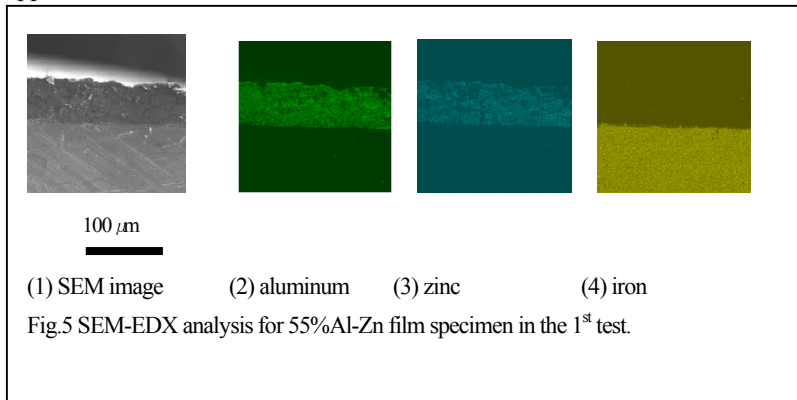 100 μm
(1) SEM image (2) aluminum (3) zinc (4) iron
Fig.5 SEM-EDX analysis for 55%Al-Zn film specimen in the 1st test.